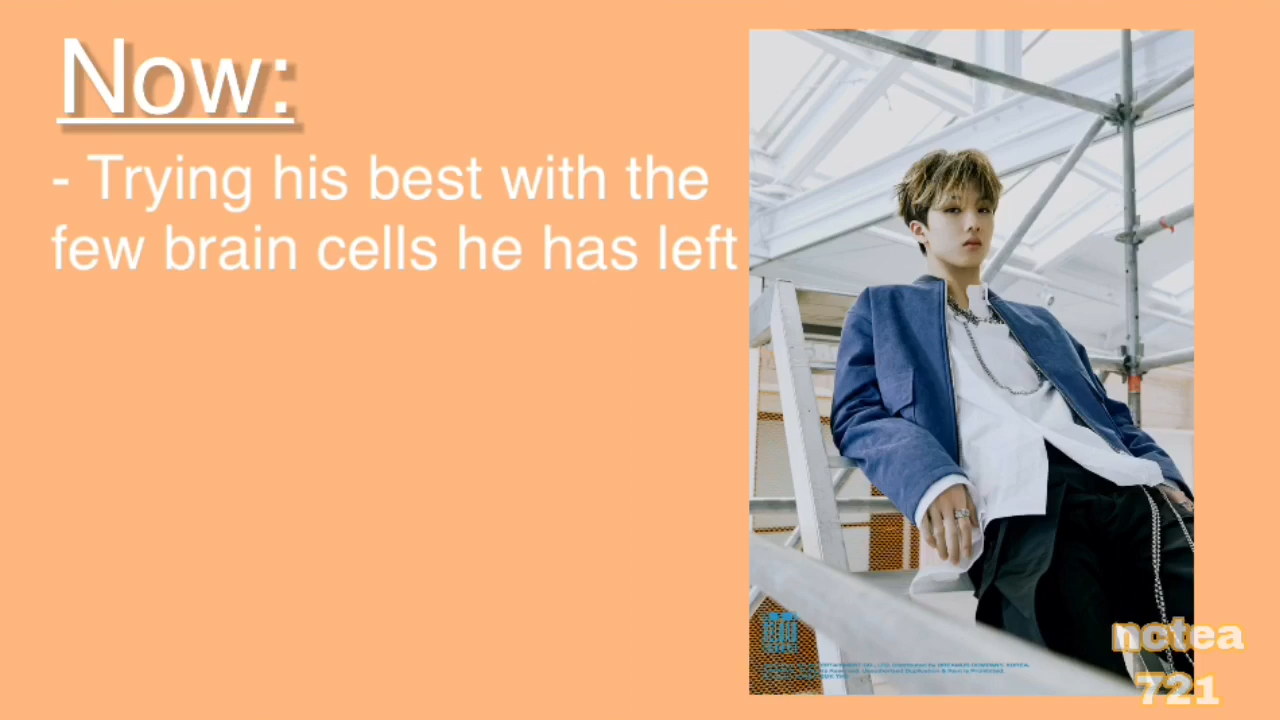 Now:
- Trying his best with the
few brain cells he has left
nctea
721